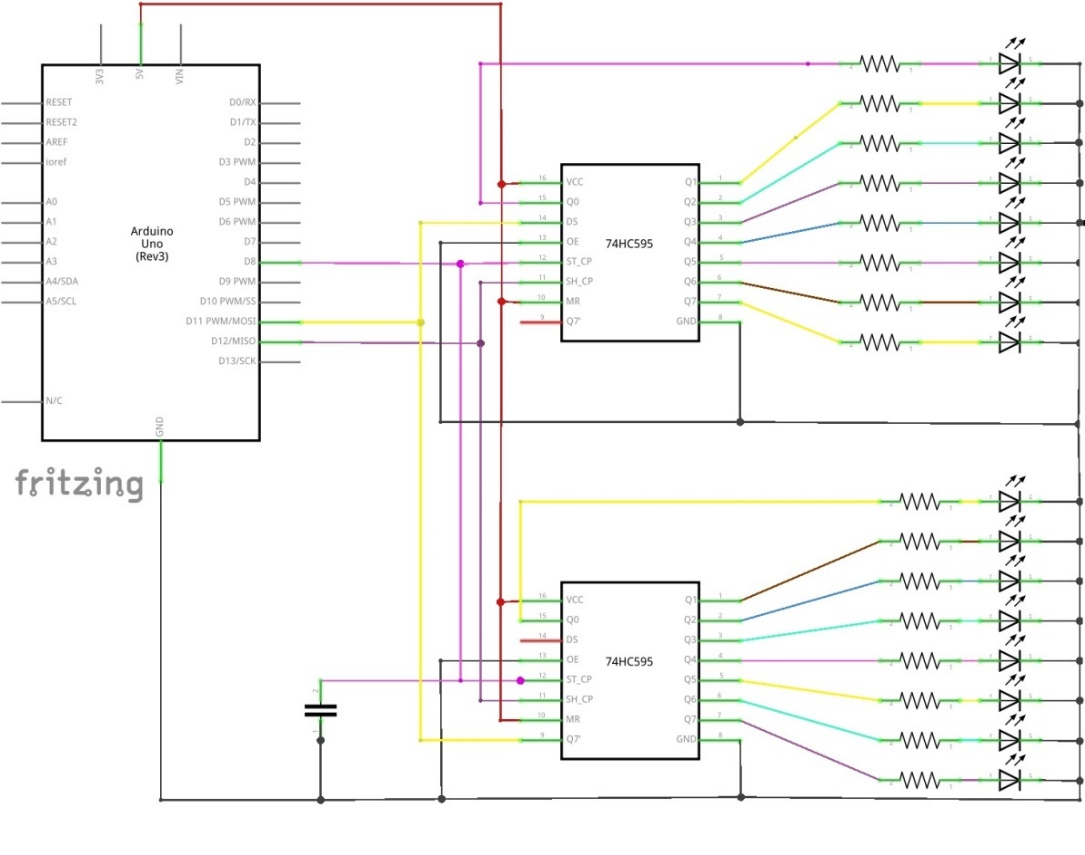 3V3
5V
VIN
RESET
RESET2
AREF
ioref
A0
A1
A2
A3
A4/SDA
A5/SCL
N/C
Arduino
Uno
(Rev3)
D0/RX
D1/TX
D2
D3 PWM
D4
D5 PWM
D6 PWM
D7
D8
D9 PWM
D10 PWM/SS
D11 PWM/MOSI
D12/MISO
D13/SCK
GND
fritzing
16 VCC
15 Q0
14 DS
13 OE
12 ST_CP
11 SH_CP
10 MR
9 Q7'
74HC595
Q1 1
Q2 2
Q3 3
Q4 4
Q5 5
Q6 6
Q7 7
GND 8
16 VCC
15 Q0
14 DS
13 OE
12 ST_CP
11 SH_CP
10 MR
9 Q7'
74HC595
Q1 1
Q2 2
Q3 3
Q4 4
Q5 5
Q6 6
Q7 7
GND 8
2
1